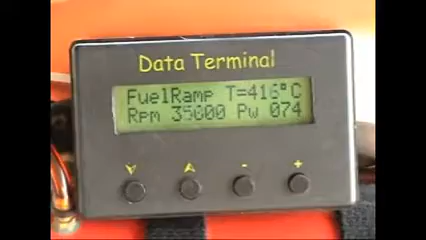 Data Terminal
FuelRamp T=416°C
Rpm 35000 Pw 074
- +